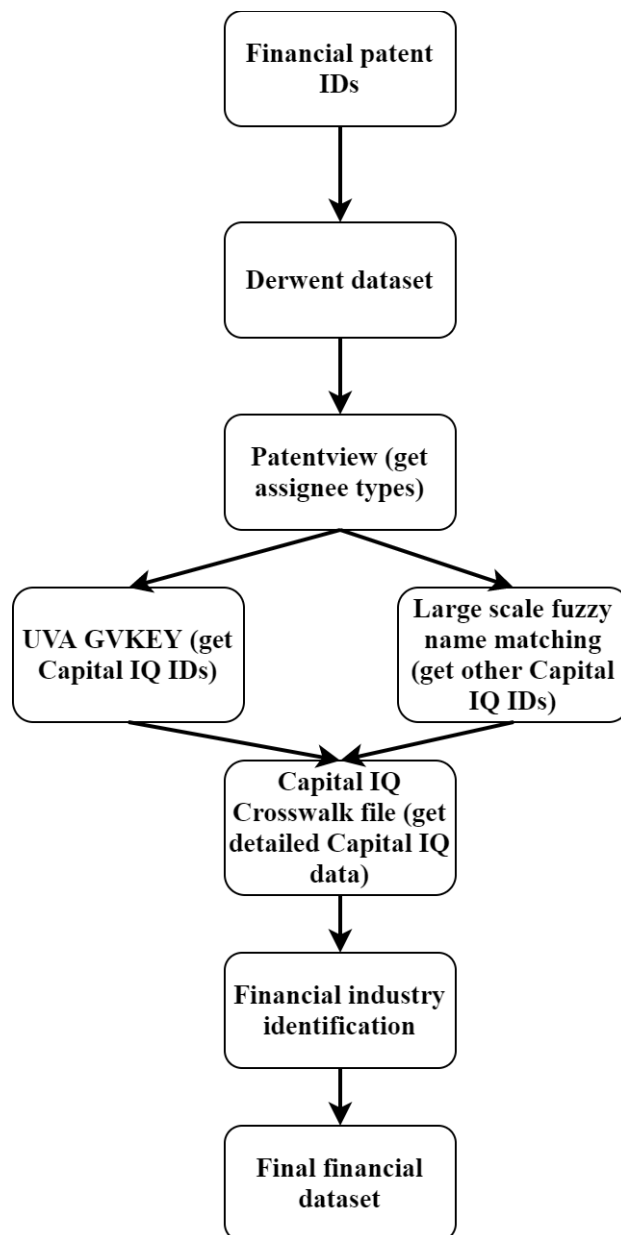 Financial patent
IDs
Derwent dataset
Patentview (get
assignee types)
UVA GVKEY (get
Capital IQ IDs)
Large scale fuzzy
name matching
(get other Capital
IQ IDs)
Capital IQ
Crosswalk file (get
detailed Capital IQ
data)
Financial industry
identification
Final financial
dataset